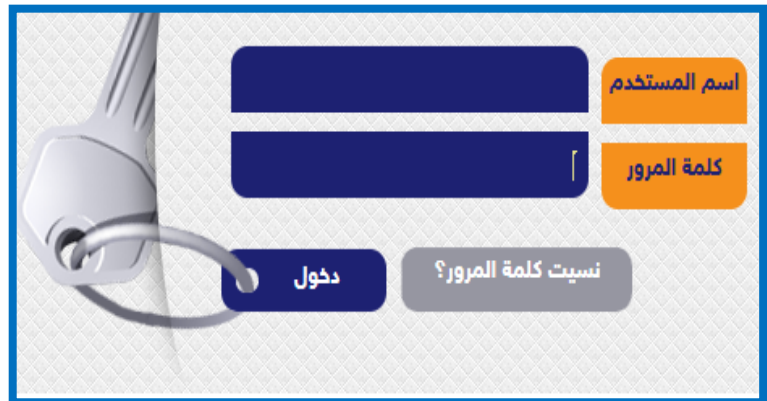 اسم المستخدم
كلمة المرور
نسيت كلمة المرور؟
دخول